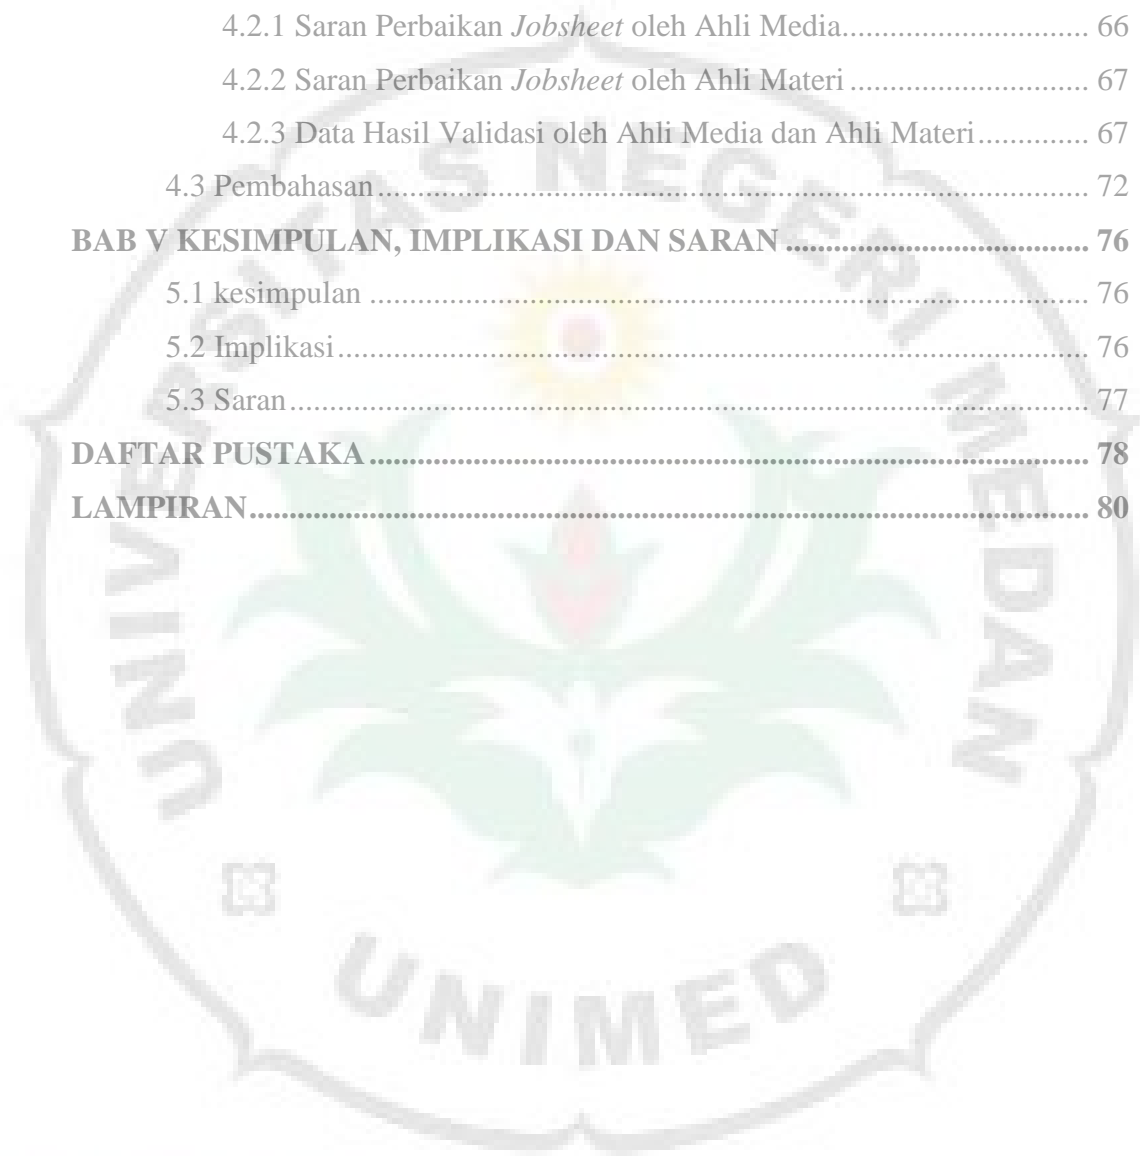 4.2.1 Saran Perbaikan Jobsheet oleh Ahli Media............................. 66
4.2.2 Saran Perbaikan Jobsheet oleh Ahli Materi ............................ 67
4.2.3 Data Hasil Validasi oleh Ahli Media dan Ahli Materi............. 67
4.3 Pembahasan.................................................................................. 72
BAB V KESIMPULAN, IMPLIKASI DAN SARAN .................................... 76
5.1 kesimpulan ................................................................................... 76
5.2 Implikasi....................................................................................... 76
5.3 Saran............................................................................................. 77
DAFTAR PUSTAKA...................................................................................... 78
LAMPIRAN.................................................................................................... 80
UNIVERSITAS NEGERI MEDAN
UNIMED